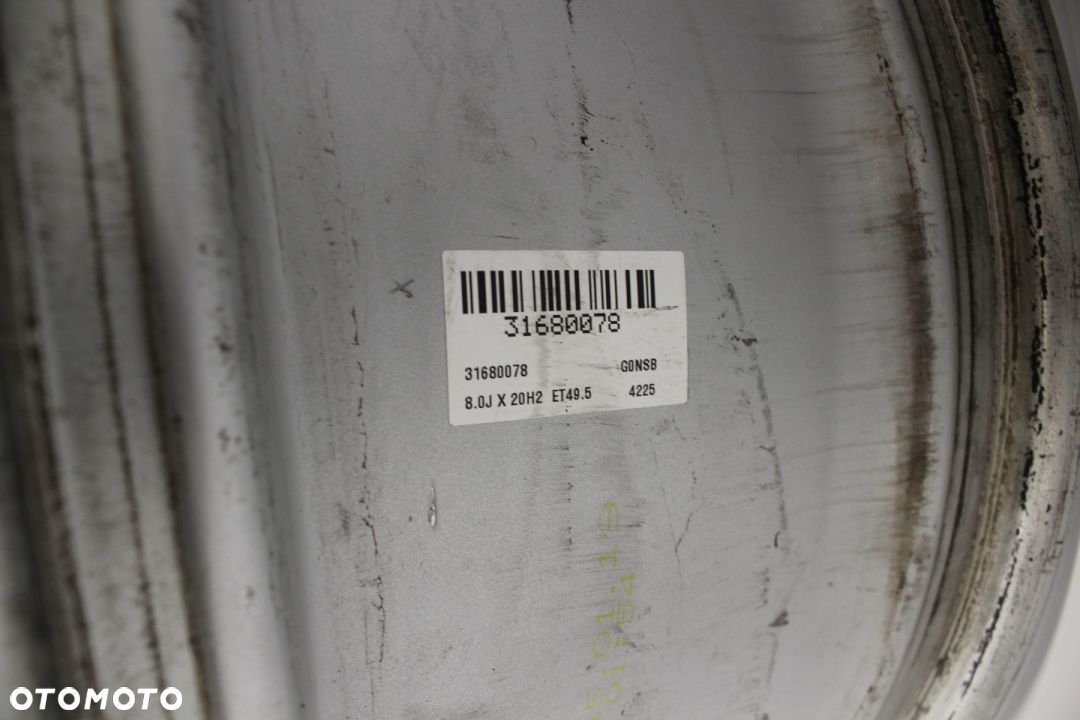 31680078
31680078 G0NSB
8.0J X 20H2 ET49.5 4225
OTOMOTO